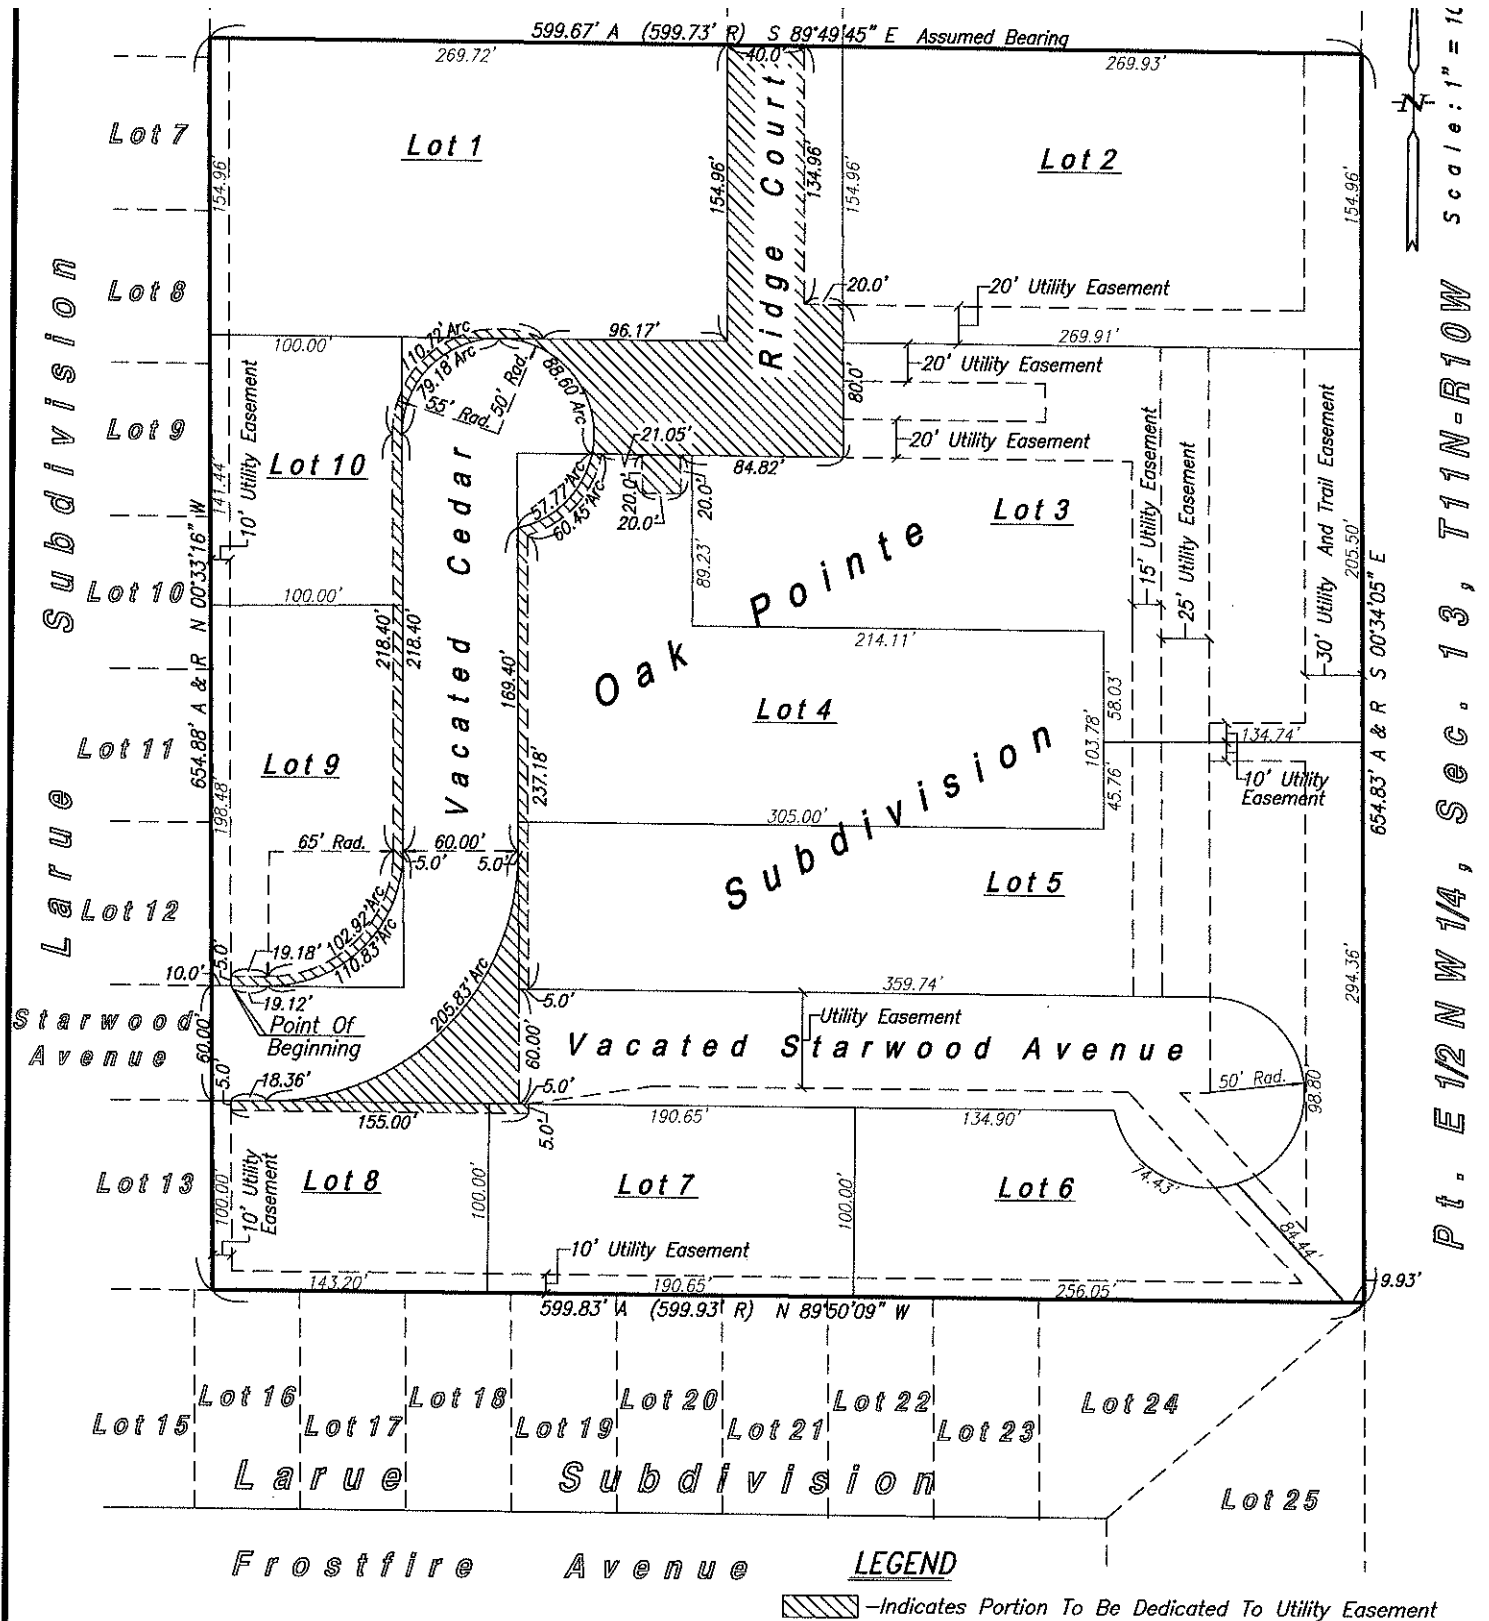 599.67' A (599.73' R) S 89°49'45" E Assumed Bearing
269.72'
40.0'
269.93'
N
Lot 7
Lot 1
Lot 2
154.96'
154.96'
Ridge Court
134.96'
154.96'
154.96'
Lot 8
20.0'
20' Utility Easement
100.00'
110.72' Arc
79.18' Arc
96.17'
269.91'
88.60' Arc
55' Rad.
50' Rad.
80.0'
20' Utility Easement
20' Utility Easement
Larue Subdivision
Lot 9
10' Utility Easement
Lot 10
141.44'
21.05'
84.82'
57.77' Arc
60.45' Arc
20.0'
20.0'
20.0'
Lot 3
15' Utility Easement
25' Utility Easement
30' Utility And Trail Easement
205.50'
89.23'
Lot 10
100.00'
654.88' A & R N 00°33'16" W
218.40'
218.40'
Vacated Cedar
169.40'
237.18'
Oak Pointe
Subdivision
214.11'
Lot 4
58.03'
103.78'
45.76'
134.74'
10' Utility
Easement
654.83' A & R S 00°34'05" E
Pt. E 1/2 N W 1/4, Sec. 13, T11N-R10W
Lot 11
Lot 9
198.48'
305.00'
65' Rad.
60.00'
5.0'
5.0'
Lot 5
Lot 12
19.18'
102.92' Arc
110.83' Arc
10.0'
5.0'
19.12'
205.83' Arc
359.74'
5.0'
294.36'
Starwood
Avenue
60.00'
Point Of
Beginning
Utility Easement
60.00'
Vacated Starwood Avenue
5.0'
18.36'
5.0'
50' Rad.
98.80'
155.00'
5.0'
190.65'
134.90'
74.43'
Lot 13
100.00'
10' Utility
Easement
Lot 8
100.00'
Lot 7
100.00'
Lot 6
84.44'
10' Utility Easement
143.20'
190.65'
256.05'
9.93'
599.83' A (599.93' R) N 89°50'09" W
Lot 15
Lot 16
Lot 17
Lot 18
Lot 19
Lot 20
Lot 21
Lot 22
Lot 23
Lot 24
Larue Subdivision
Lot 25
Frostfire Avenue
LEGEND
-Indicates Portion To Be Dedicated To Utility Easement